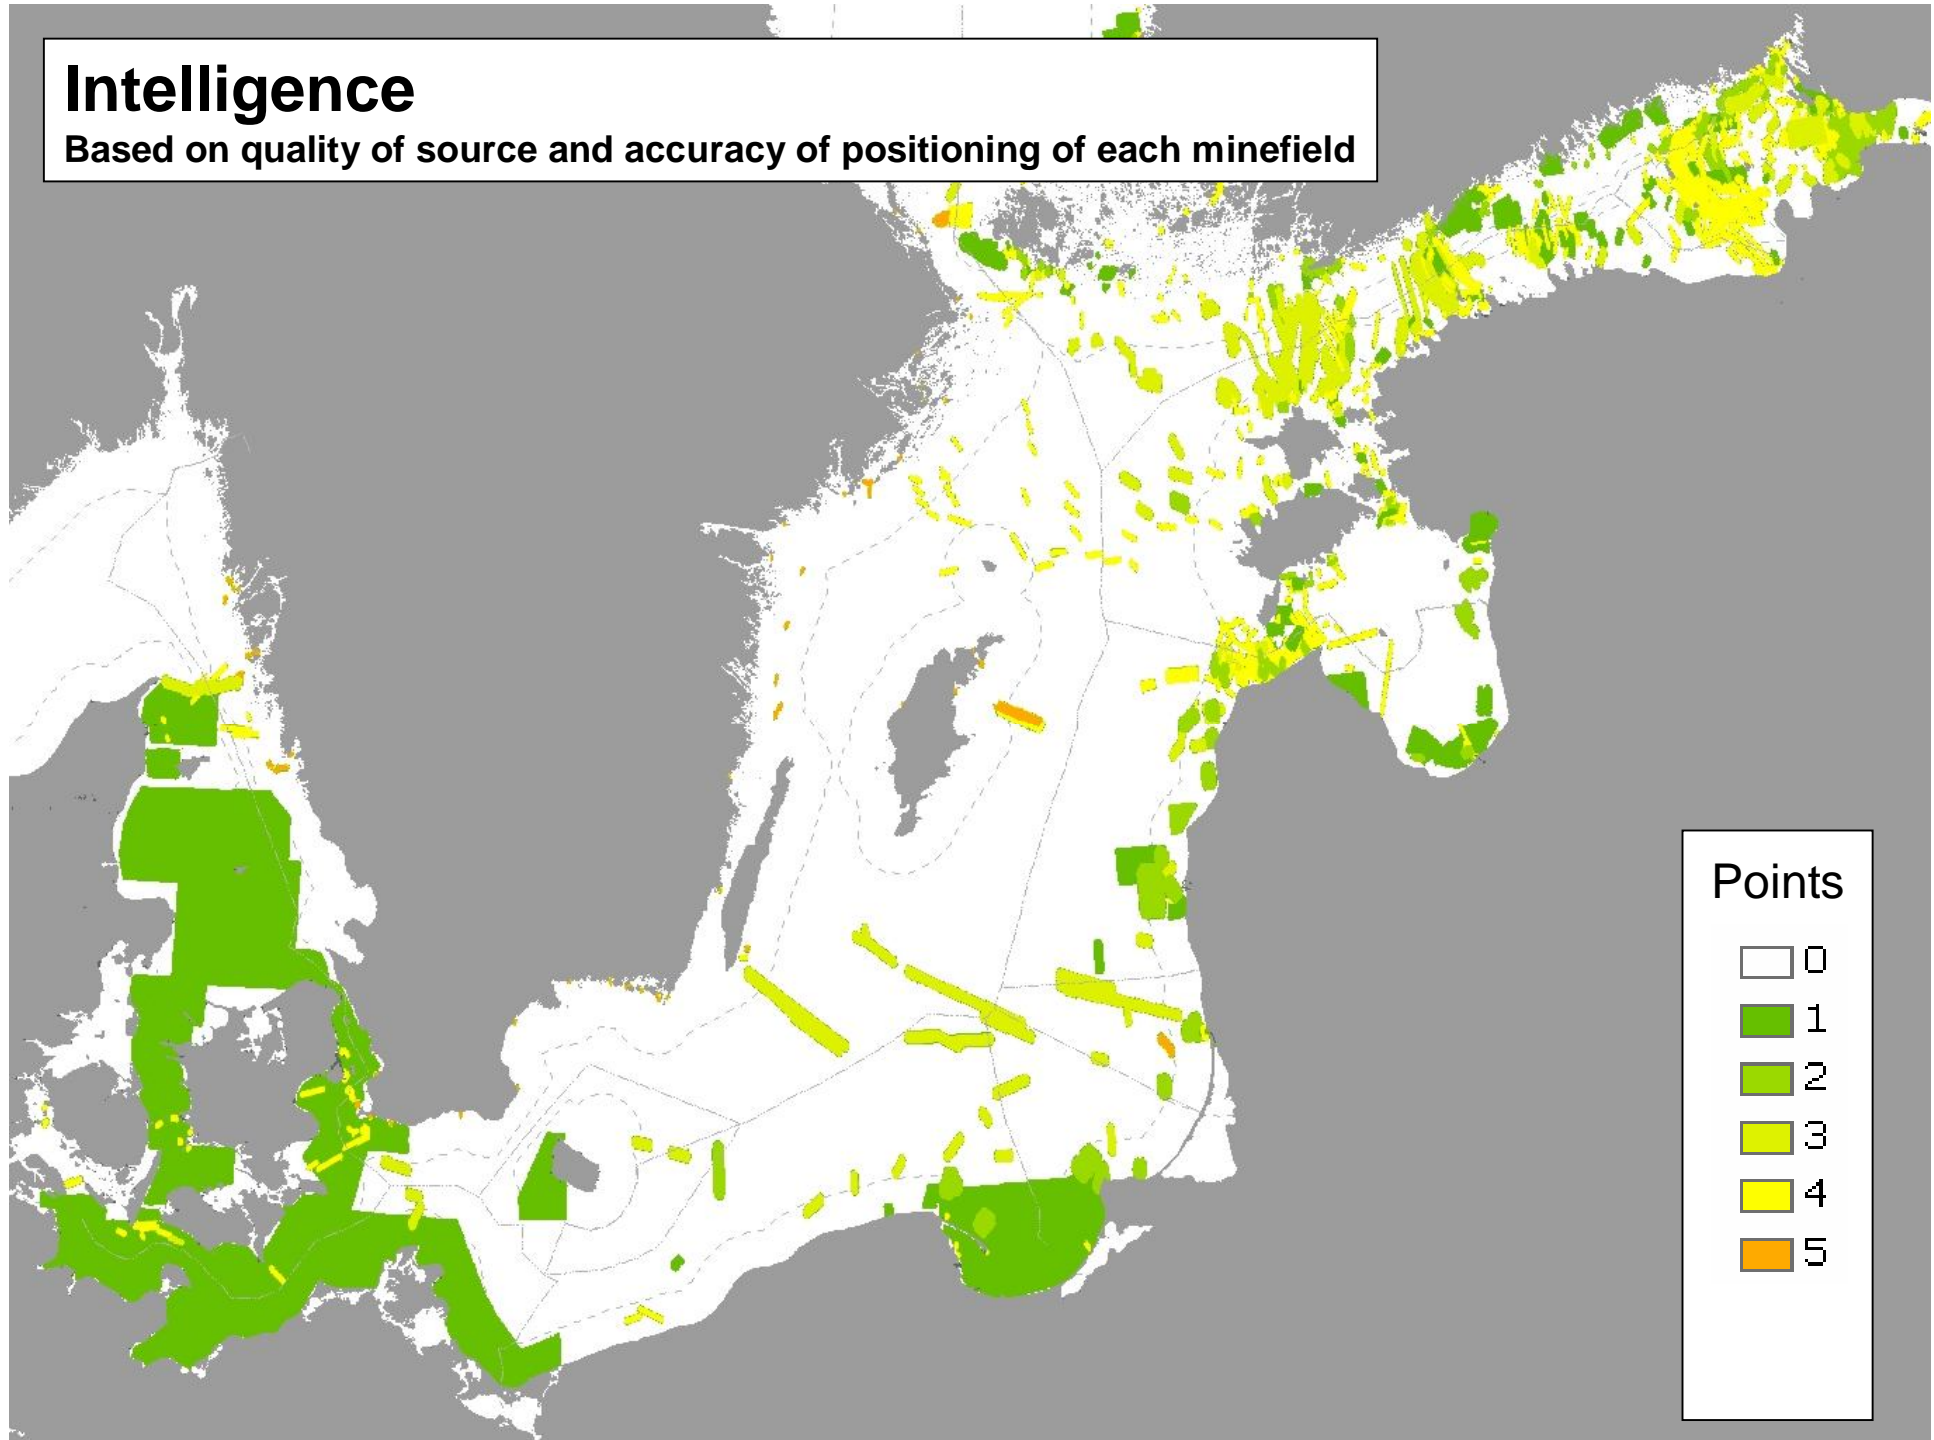 Intelligence
Based on quality of source and accuracy of positioning of each minefield
Points
0
1
2
3
4
5